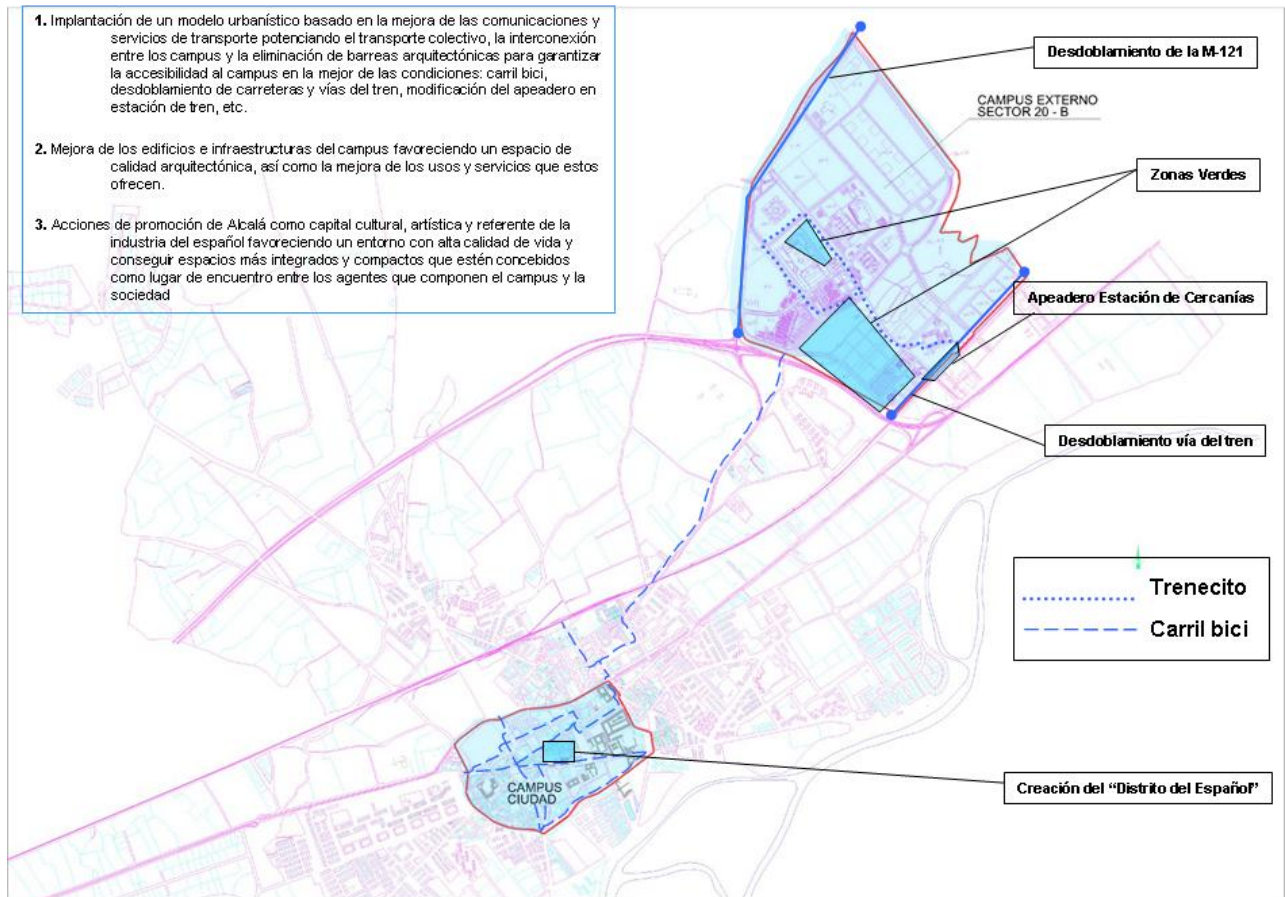 1. Implantación de un modelo urbanístico basado en la mejora de las comunicaciones y
servicios de transporte potenciando el transporte colectivo, la interconexión
entre los campus y la eliminación de barreas arquitectónicas para garantizar
la accesibilidad al campus en la mejor de las condiciones: carril bici,
desdoblamiento de carreteras y vías del tren, modificación del apeadero en
estación de tren, etc.
2. Mejora de los edificios e infraestructuras del campus favoreciendo un espacio de
calidad arquitectónica, así como la mejora de los usos y servicios que estos
ofrecen.
3. Acciones de promoción de Alcalá como capital cultural, artística y referente de la
industria del español favoreciendo un entorno con alta calidad de vida y
conseguir espacios más integrados y compactos que estén concebidos
como lugar de encuentro entre los agentes que componen el campus y la
sociedad
Desdoblamiento de la M-121
CAMPUS EXTERNO
SECTOR 20 - B
Zonas Verdes
Apeadero Estación de Cercanías
Desdoblamiento vía del tren
Trenecito
Carril bici
Creación del “Distrito del Español”
CAMPUS
CIUDAD